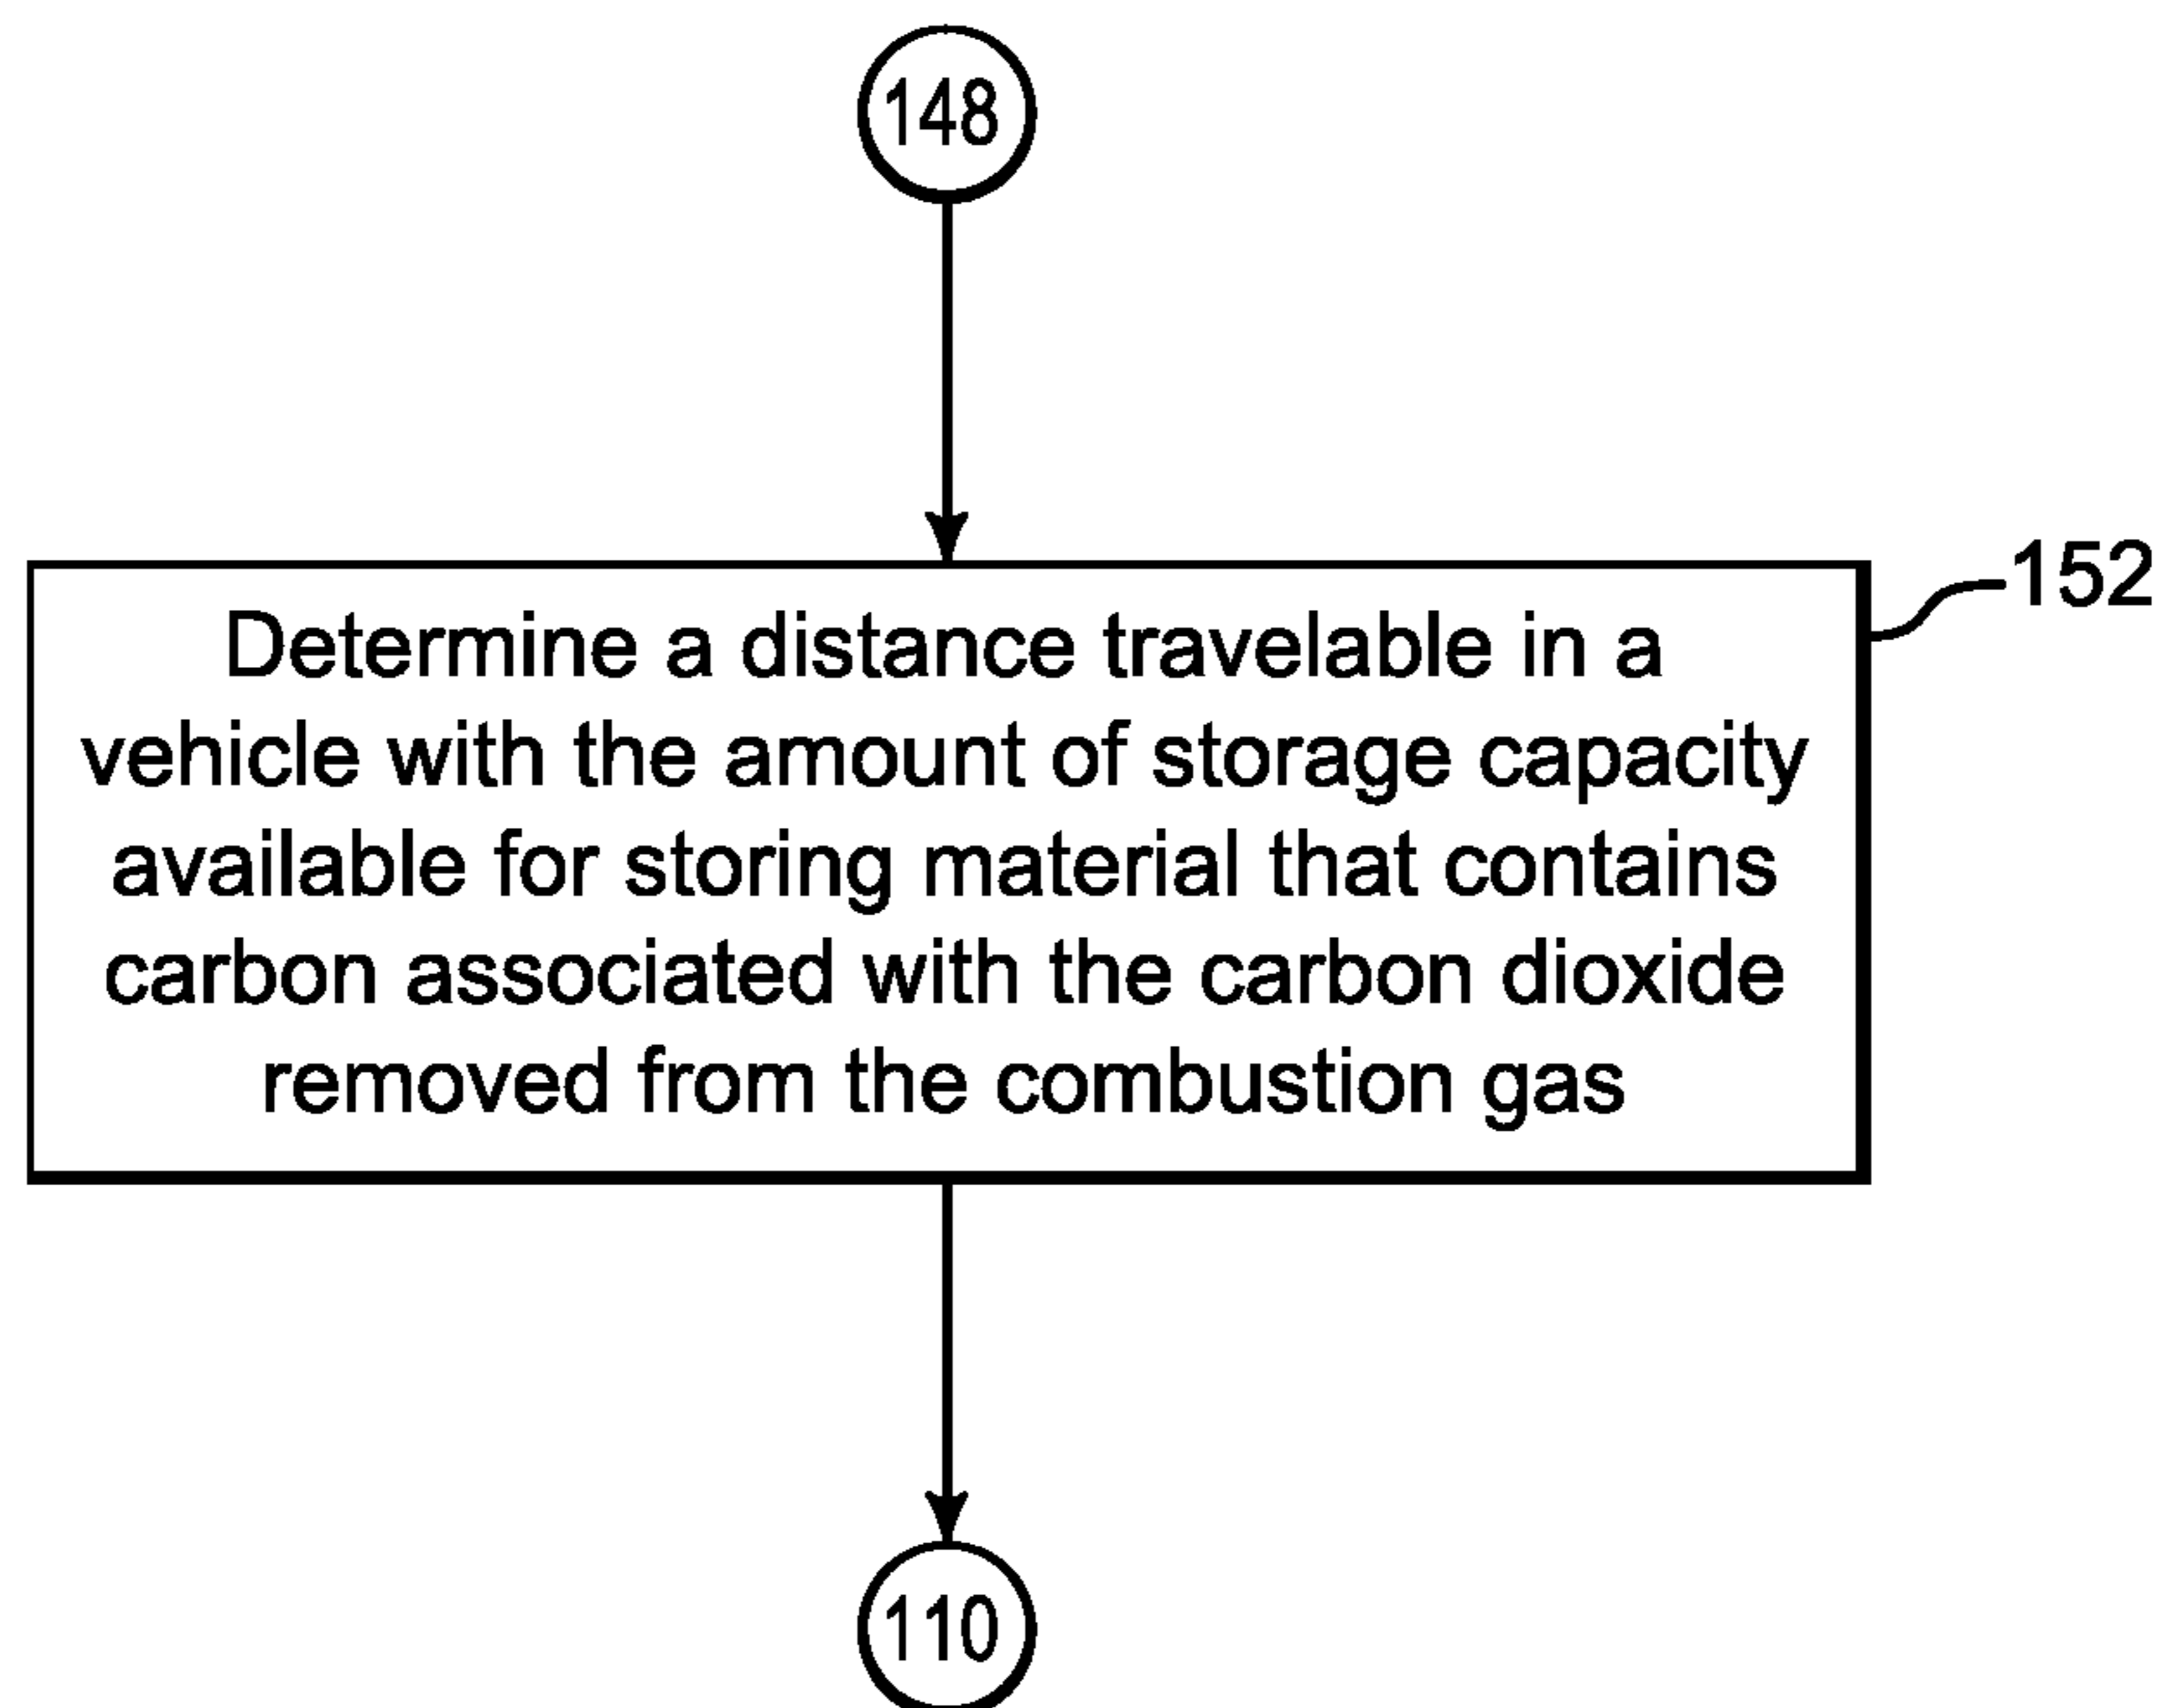 148
152
Determine a distance travelable in a
vehicle with the amount of storage capacity
available for storing material that contains
carbon associated with the carbon dioxide
removed from the combustion gas
110